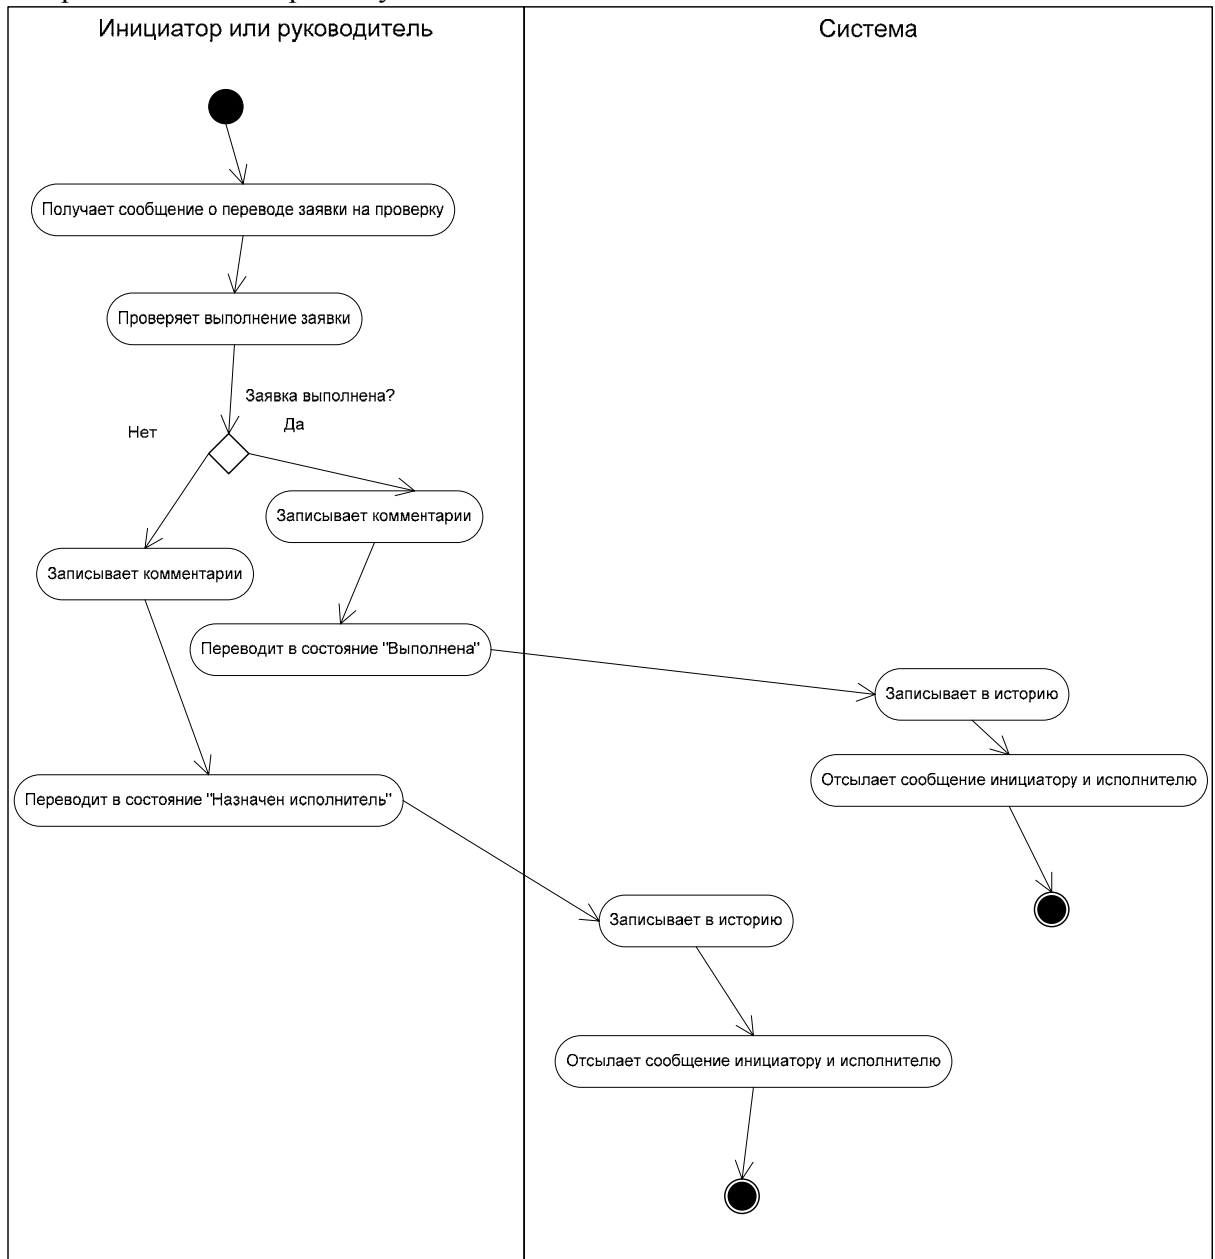 Инициатор или руководитель
Система
Получает сообщение о переводе заявки на проверку
Проверяет выполнение заявки
Заявка выполнена?
Нет
Да
Записывает комментарии
Записывает комментарии
Переводит в состояние "Выполнена"
Записывает в историю
Отсылает сообщение инициатору и исполнителю
Переводит в состояние "Назначен исполнитель"
Записывает в историю
Отсылает сообщение инициатору и исполнителю